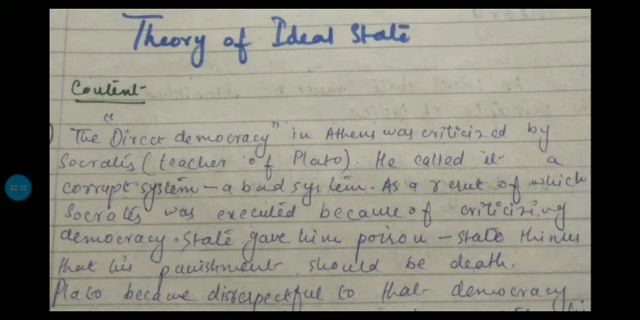 Theory of Ideal State
Content-
The "Direct democracy" in Athens was criticized by
Socrates (teacher of Plato). He called it a
corrupt system - a bad system. As a result of which
Socrates was executed because of criticizing
democracy. State gave him poison - state thinks
that his punishment should be death.
Plato became disrespectful to that democracy
02:13